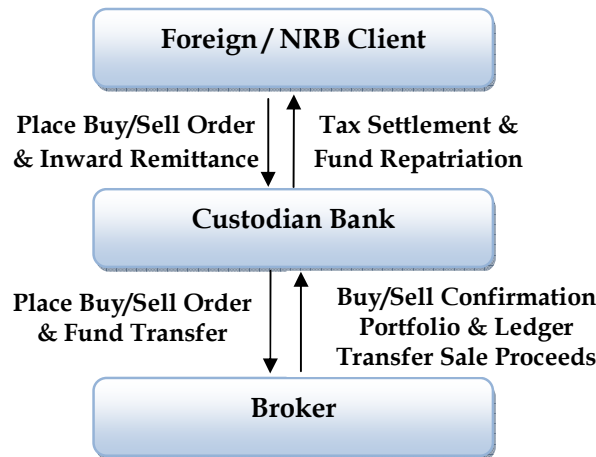 Foreign / NRB Client
Place Buy/Sell Order
& Inward Remittance
Tax Settlement &
Fund Repatriation
Custodian Bank
Place Buy/Sell Order
& Fund Transfer
Buy/Sell Confirmation
Portfolio & Ledger
Transfer Sale Proceeds
Broker